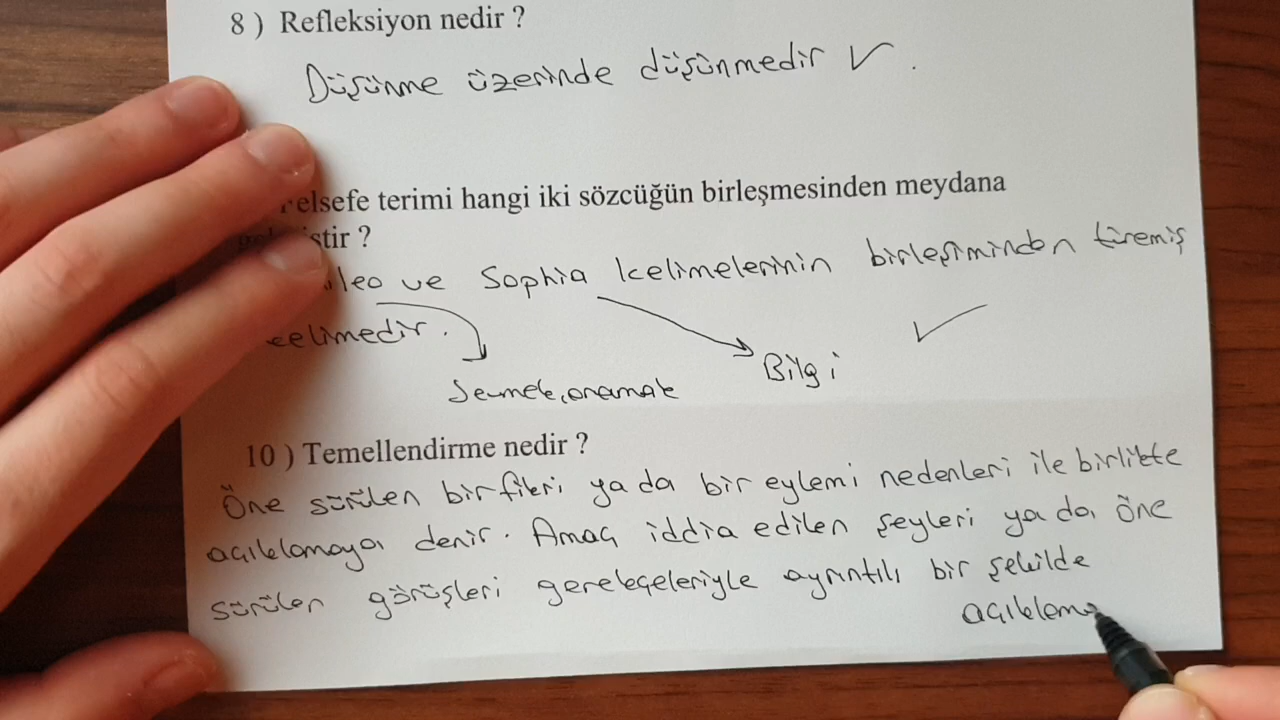 8 ) Refleksiyon nedir ?
Düşünme üzerinde düşünmedir
elsefe terimi hangi iki sözcüğün birleşmesinden meydana
ştir ?
ileo ve Sophia kelimelerinin birleşiminden türemiş
kelimedir.
Bilgi
Sevmek, aramak
10 ) Temellendirme nedir ?
Öne sürülen bir fikri ya da bir eylemi nedenleri ile birlikte
açıklamaya denir. Amaç iddia edilen şeyleri ya da öne
sürülen görüşleri gerekçeleriyle ayrıntılı bir şekilde
açıklama